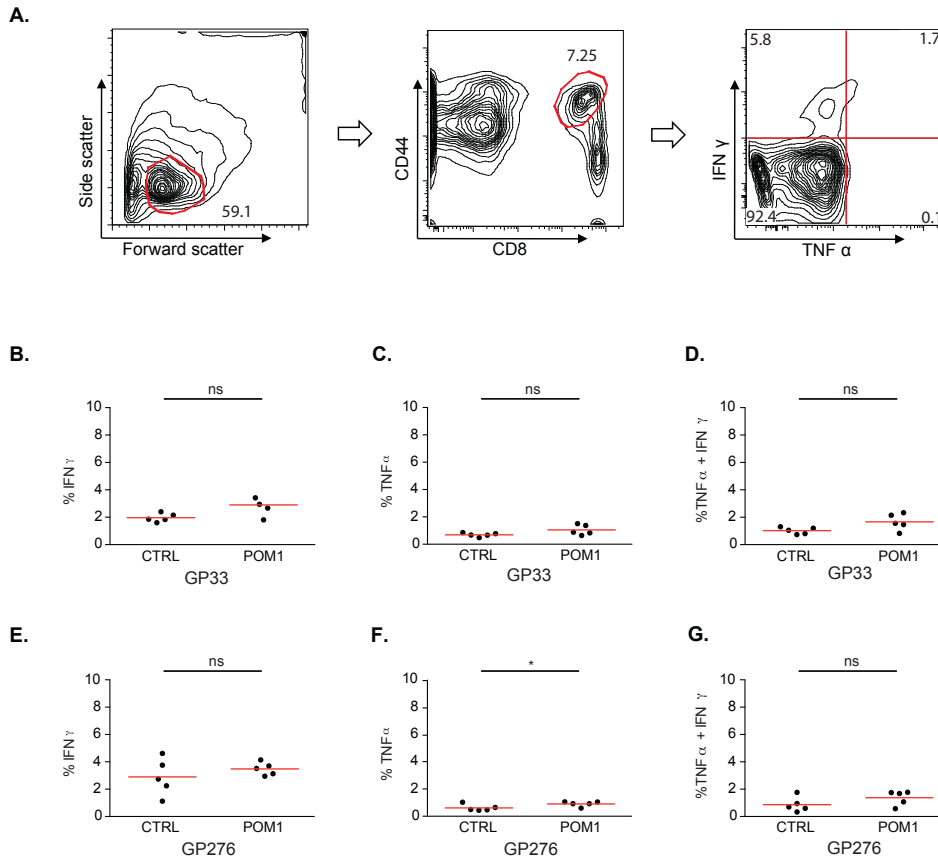 A.
Side scatter
59.1
Forward scatter
CD44
7.25
CD8
IFN γ
5.8
1.7
92.4
0.1
TNF α
B.
ns
% IFN γ
10
8
6
4
2
0
CTRL
POM1
GP33
C.
ns
% TNF α
10
8
6
4
2
0
CTRL
POM1
GP33
D.
ns
%TNF α + IFN γ
10
8
6
4
2
0
CTRL
POM1
GP33
E.
ns
% IFN γ
10
8
6
4
2
0
CTRL
POM1
GP276
F.
*
% TNF α
10
8
6
4
2
0
CTRL
POM1
GP276
G.
ns
%TNF α + IFN γ
10
8
6
4
2
0
CTRL
POM1
GP276